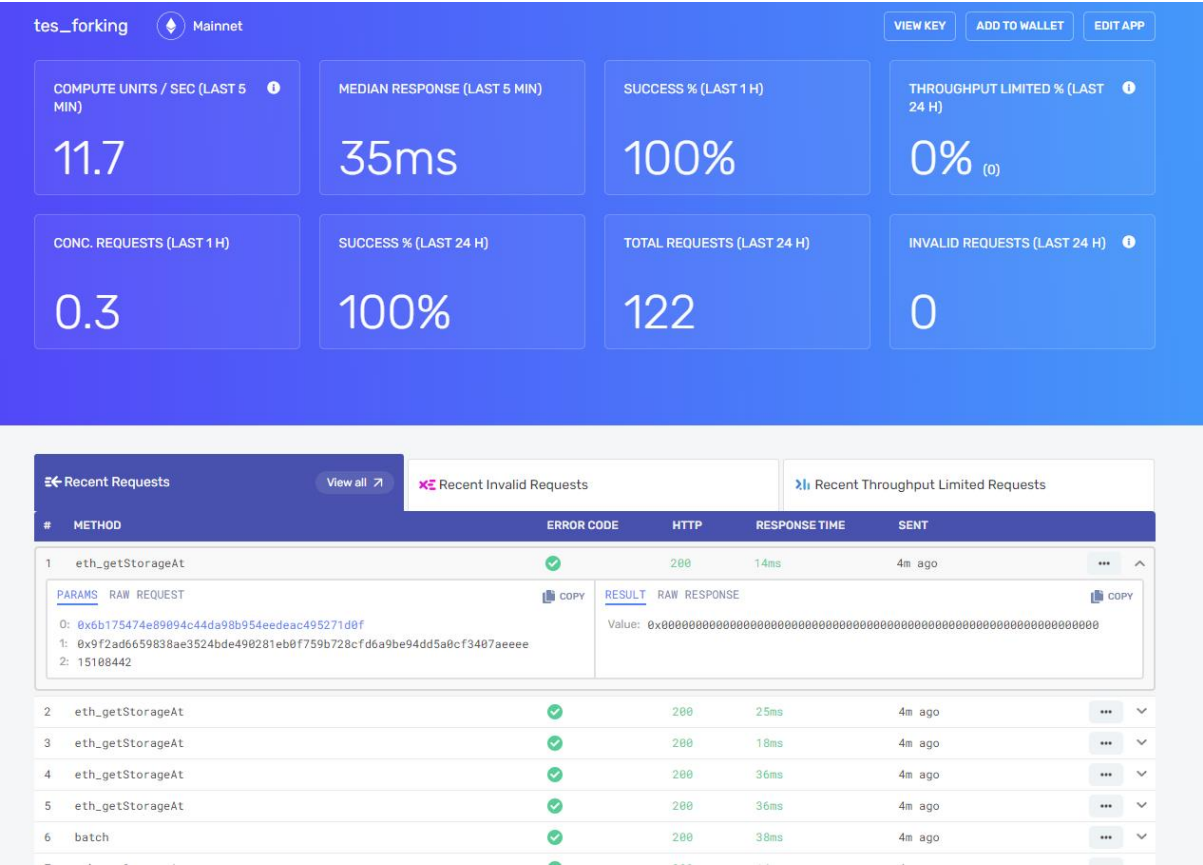 tes_forking Mainnet VIEW KEY ADD TO WALLET EDIT APP
COMPUTE UNITS / SEC (LAST 5 MIN)
11.7
MEDIAN RESPONSE (LAST 5 MIN)
35ms
SUCCESS % (LAST 1 H)
100%
THROUGHPUT LIMITED % (LAST 24 H)
0% (0)
CONC. REQUESTS (LAST 1 H)
0.3
SUCCESS % (LAST 24 H)
100%
TOTAL REQUESTS (LAST 24 H)
122
INVALID REQUESTS (LAST 24 H)
0
Recent Requests View all Recent Invalid Requests Recent Throughput Limited Requests
# METHOD ERROR CODE HTTP RESPONSE TIME SENT
1 eth_getStorageAt 200 14ms 4m ago
PARAMS RAW REQUEST COPY
0: 0x6b175474e89094c44da98b954eedeac495271d0f
1: 0x9f2ad6659838ae3524bde490281eb0f759b728cfd6a9be94dd5a0cf3407aeeee
2: 15108442
RESULT RAW RESPONSE COPY
Value: 0x0000000000000000000000000000000000000000000000000000000000000000
2 eth_getStorageAt 200 25ms 4m ago
3 eth_getStorageAt 200 18ms 4m ago
4 eth_getStorageAt 200 36ms 4m ago
5 eth_getStorageAt 200 36ms 4m ago
6 batch 200 38ms 4m ago